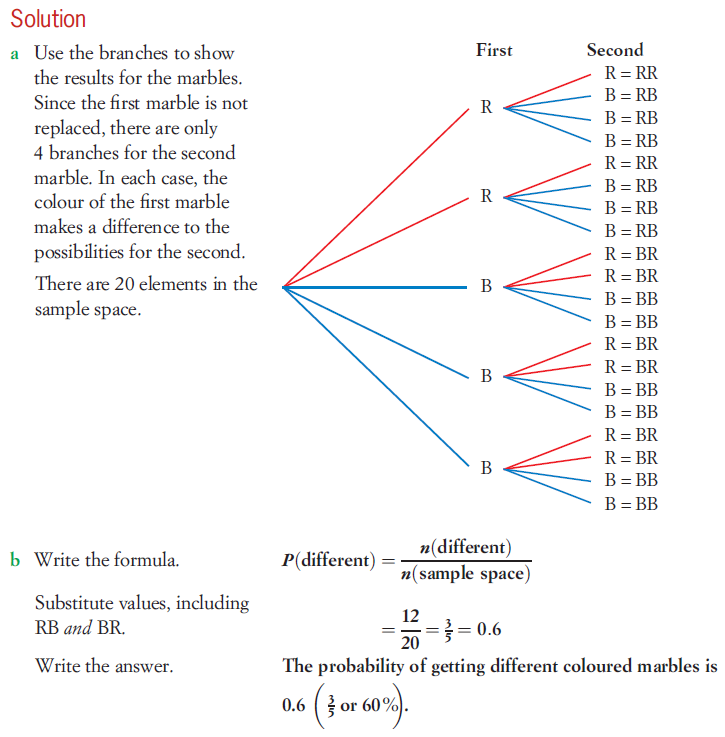 Solution
a Use the branches to show
the results for the marbles.
Since the first marble is not
replaced, there are only
4 branches for the second
marble. In each case, the
colour of the first marble
makes a difference to the
possibilities for the second.
There are 20 elements in the
sample space.
First Second
R
R = RR
B = RB
B = RB
B = RB
R
R = RR
B = RB
B = RB
B = RB
B
R = BR
R = BR
B = BB
B = BB
B
R = BR
R = BR
B = BB
B = BB
B
R = BR
R = BR
B = BB
B = BB
b Write the formula.
P(different) = n(different) / n(sample space)
Substitute values, including
RB and BR.
= 12/20 = 3/5 = 0.6
Write the answer.
The probability of getting different coloured marbles is
0.6 (3/5 or 60%).